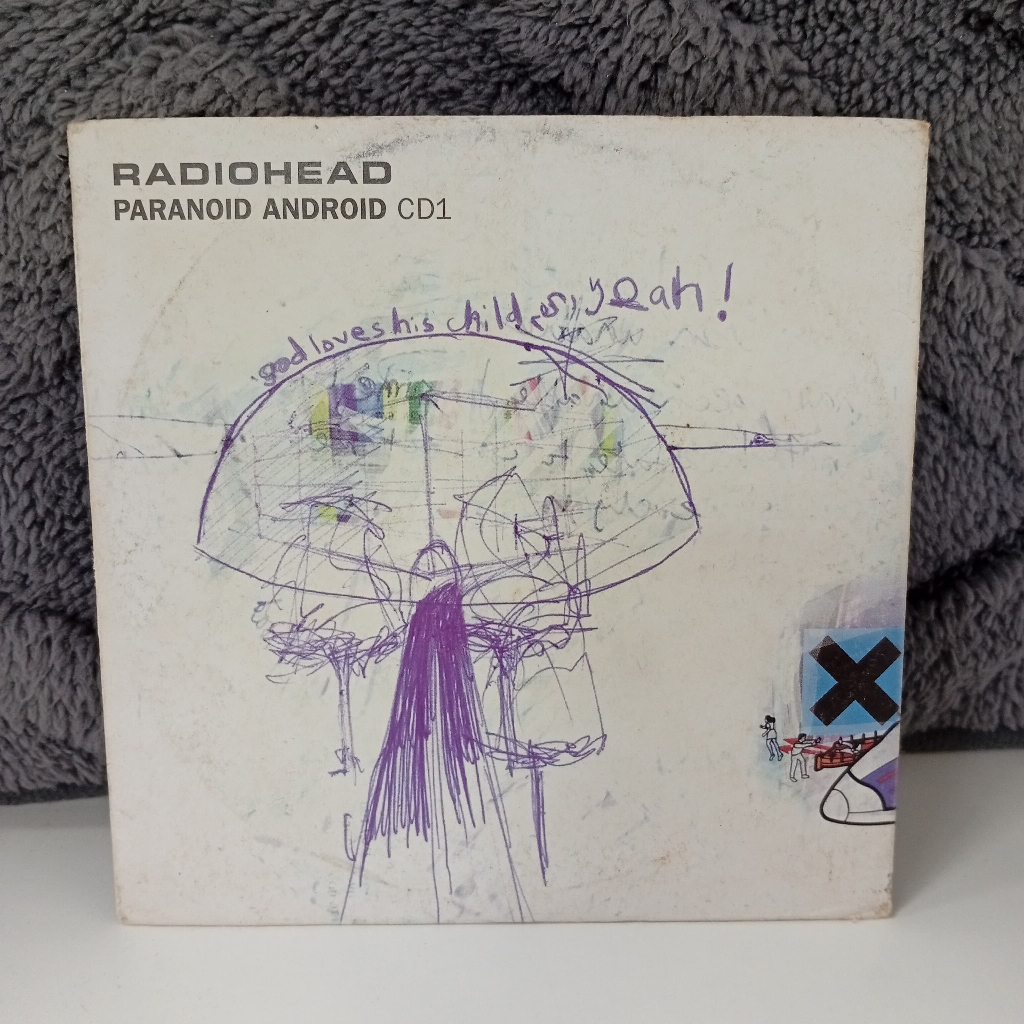 RADIOHEAD
PARANOID ANDROID CD1
god loves his children, yeah!